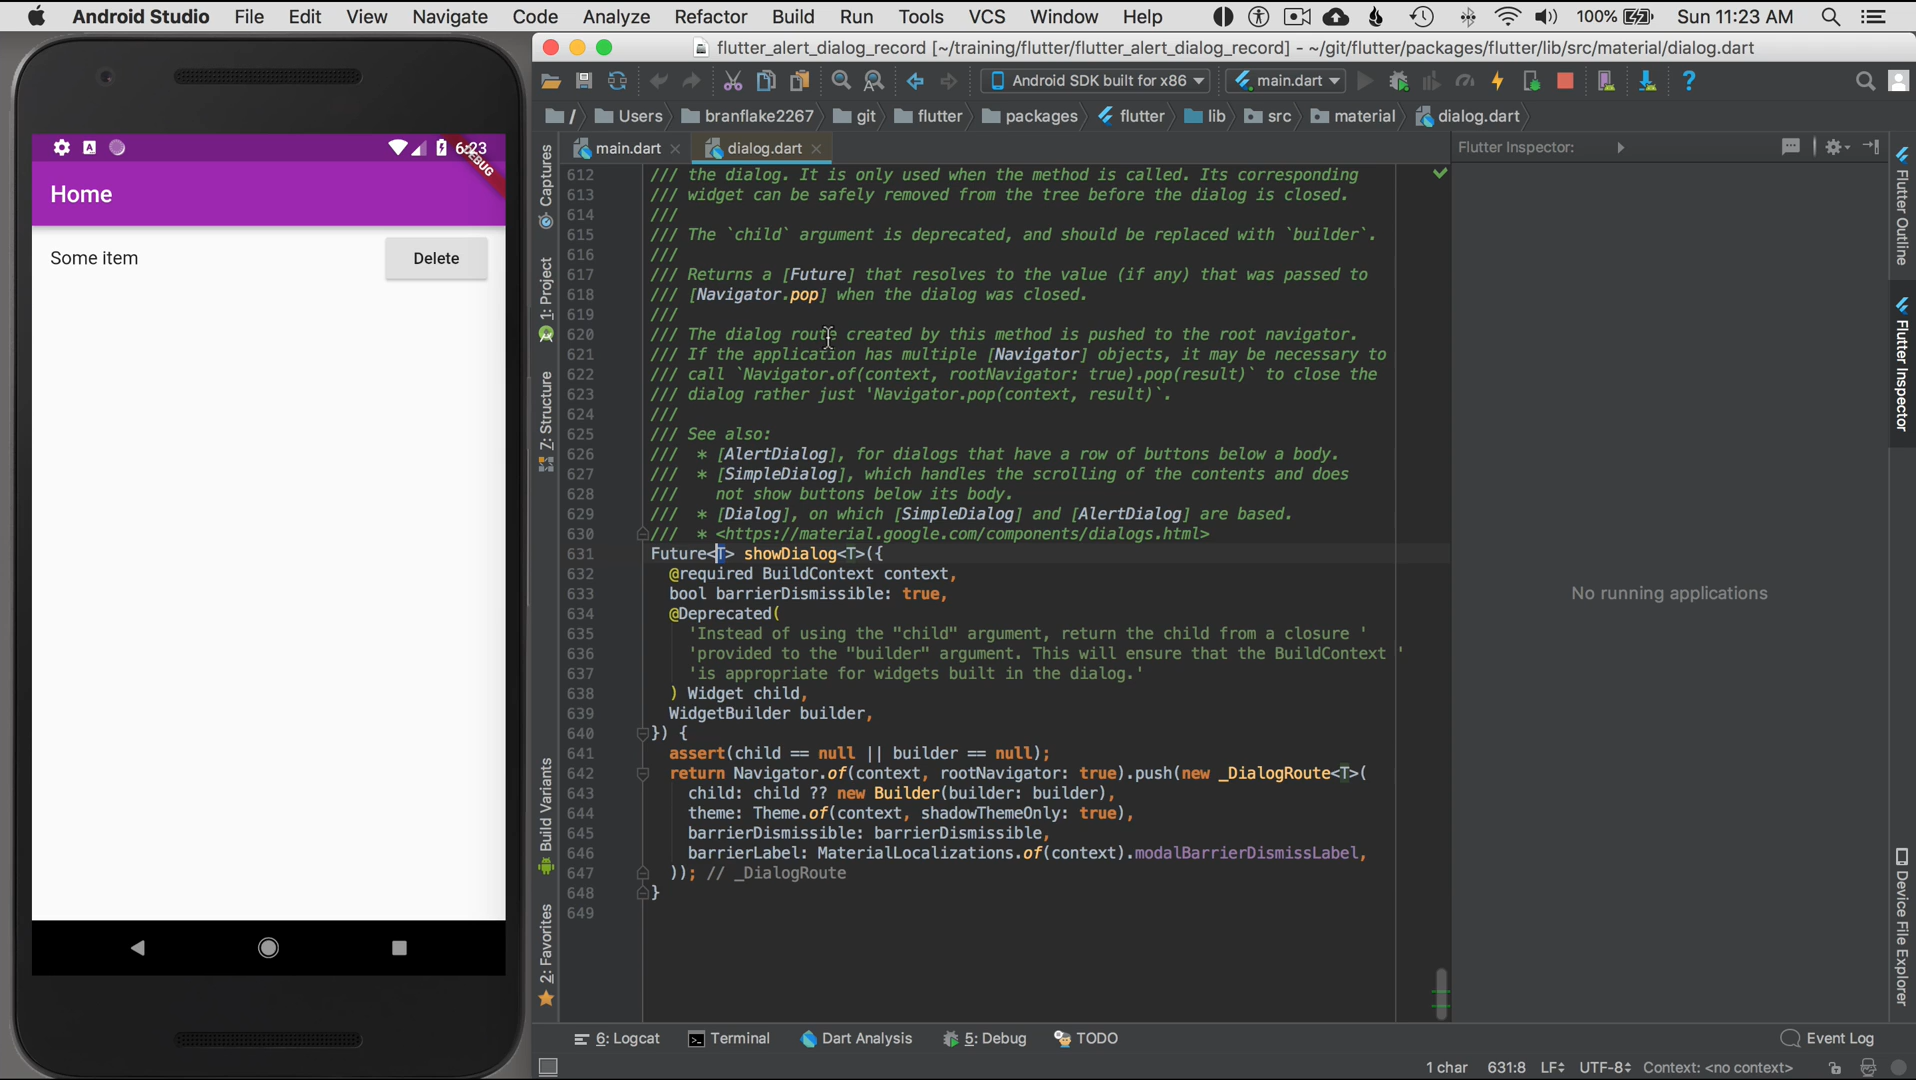 Android Studio File Edit View Navigate Code Analyze Refactor Build Run Tools VCS Window Help 100% Sun 11:23 AM
flutter_alert_dialog_record [~/training/flutter/flutter_alert_dialog_record] - ~/git/flutter/packages/flutter/lib/src/material/dialog.dart
Android SDK built for x86 main.dart ?
/ Users branflake2267 git flutter packages flutter lib src material dialog.dart
main.dart dialog.dart
Flutter Inspector:
6:23
DEBUG
Home
Some item
Delete
Captures
1: Project
7: Structure
Build Variants
2: Favorites
612 /// the dialog. It is only used when the method is called. Its corresponding
613 /// widget can be safely removed from the tree before the dialog is closed.
614 ///
615 /// The `child` argument is deprecated, and should be replaced with `builder`.
616 ///
617 /// Returns a [Future] that resolves to the value (if any) that was passed to
618 /// [Navigator.pop] when the dialog was closed.
619 ///
620 /// The dialog route created by this method is pushed to the root navigator.
621 /// If the application has multiple [Navigator] objects, it may be necessary to
622 /// call `Navigator.of(context, rootNavigator: true).pop(result)` to close the
623 /// dialog rather just 'Navigator.pop(context, result)`.
624 ///
625 /// See also:
626 ///  * [AlertDialog], for dialogs that have a row of buttons below a body.
627 ///  * [SimpleDialog], which handles the scrolling of the contents and does
628 ///    not show buttons below its body.
629 ///  * [Dialog], on which [SimpleDialog] and [AlertDialog] are based.
630 ///  * <https://material.google.com/components/dialogs.html>
631 Future<T> showDialog<T>({
632   @required BuildContext context,
633   bool barrierDismissible: true,
634   @Deprecated(
635     'Instead of using the "child" argument, return the child from a closure '
636     'provided to the "builder" argument. This will ensure that the BuildContext '
637     'is appropriate for widgets built in the dialog.'
638   ) Widget child,
639   WidgetBuilder builder,
640 }) {
641   assert(child == null || builder == null);
642   return Navigator.of(context, rootNavigator: true).push(new _DialogRoute<T>(
643     child: child ?? new Builder(builder: builder),
644     theme: Theme.of(context, shadowThemeOnly: true),
645     barrierDismissible: barrierDismissible,
646     barrierLabel: MaterialLocalizations.of(context).modalBarrierDismissLabel,
647   )); // _DialogRoute
648 }
649
No running applications
Flutter Outline
Flutter Inspector
Device File Explorer
6: Logcat Terminal Dart Analysis 5: Debug TODO Event Log
1 char 631:8 LF UTF-8 Context: <no context>